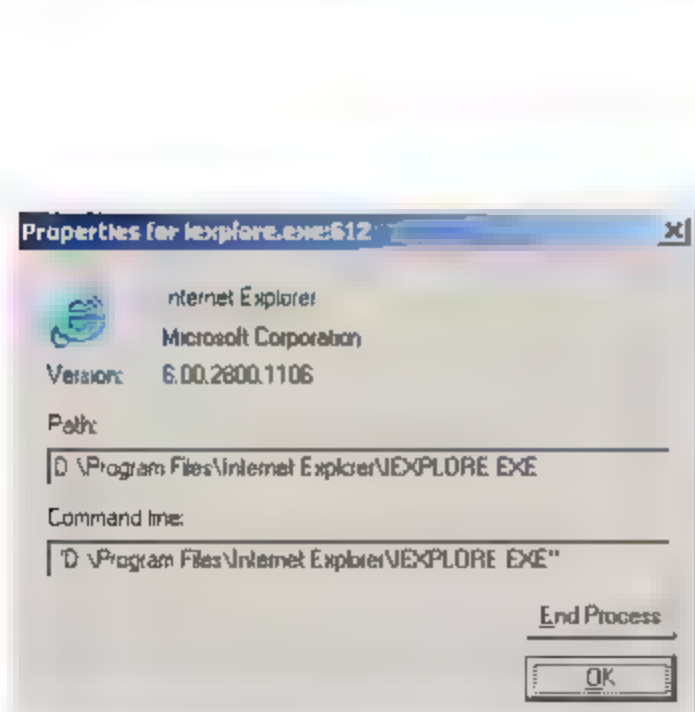 Properties for iexplore.exe:612
Internet Explorer
Microsoft Corporation
Version: 6.00.2800.1106
Path:
D:\Program Files\Internet Explorer\IEXPLORE.EXE
Command line:
"D:\Program Files\Internet Explorer\IEXPLORE.EXE"
End Process
OK